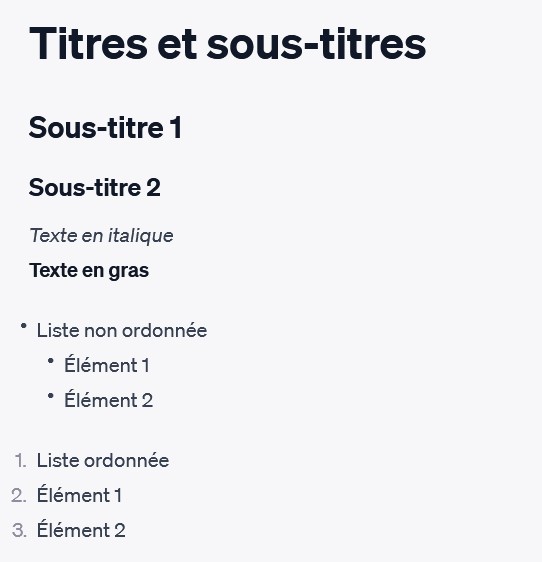 Titres et sous-titres
Sous-titre 1
Sous-titre 2
Texte en italique
Texte en gras
• Liste non ordonnée
• Élément 1
• Élément 2
1. Liste ordonnée
2. Élément 1
3. Élément 2